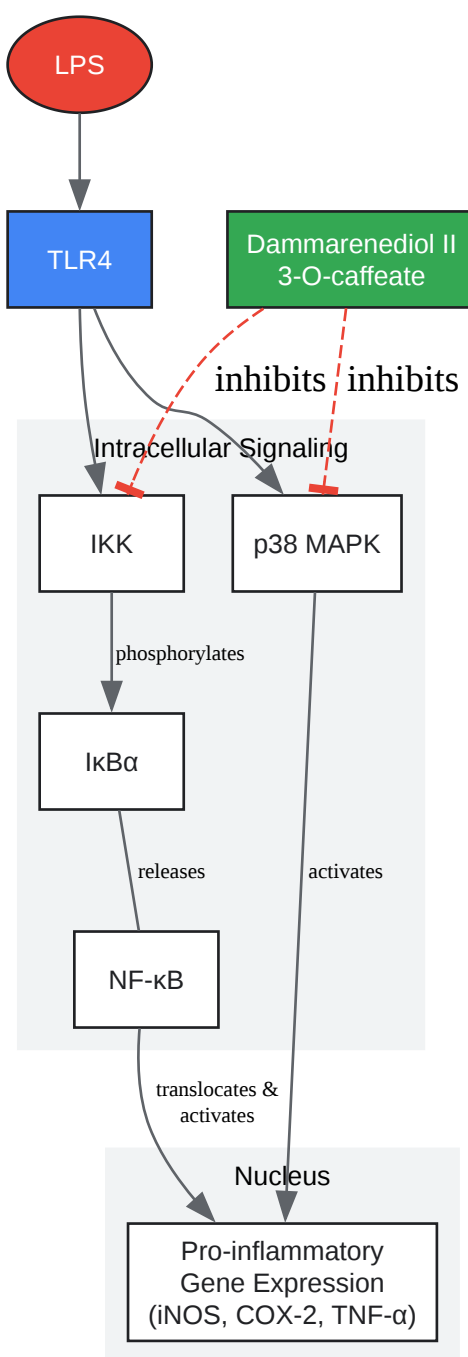 LPS
TLR4
Dammarenediol II
3-O-caffeate
inhibits
inhibits
Intracellular Signaling
IKK
p38 MAPK
phosphorylates
IκBα
releases
activates
NF-κB
translocates &
activates
Nucleus
Pro-inflammatory
Gene Expression
(iNOS, COX-2, TNF-α)